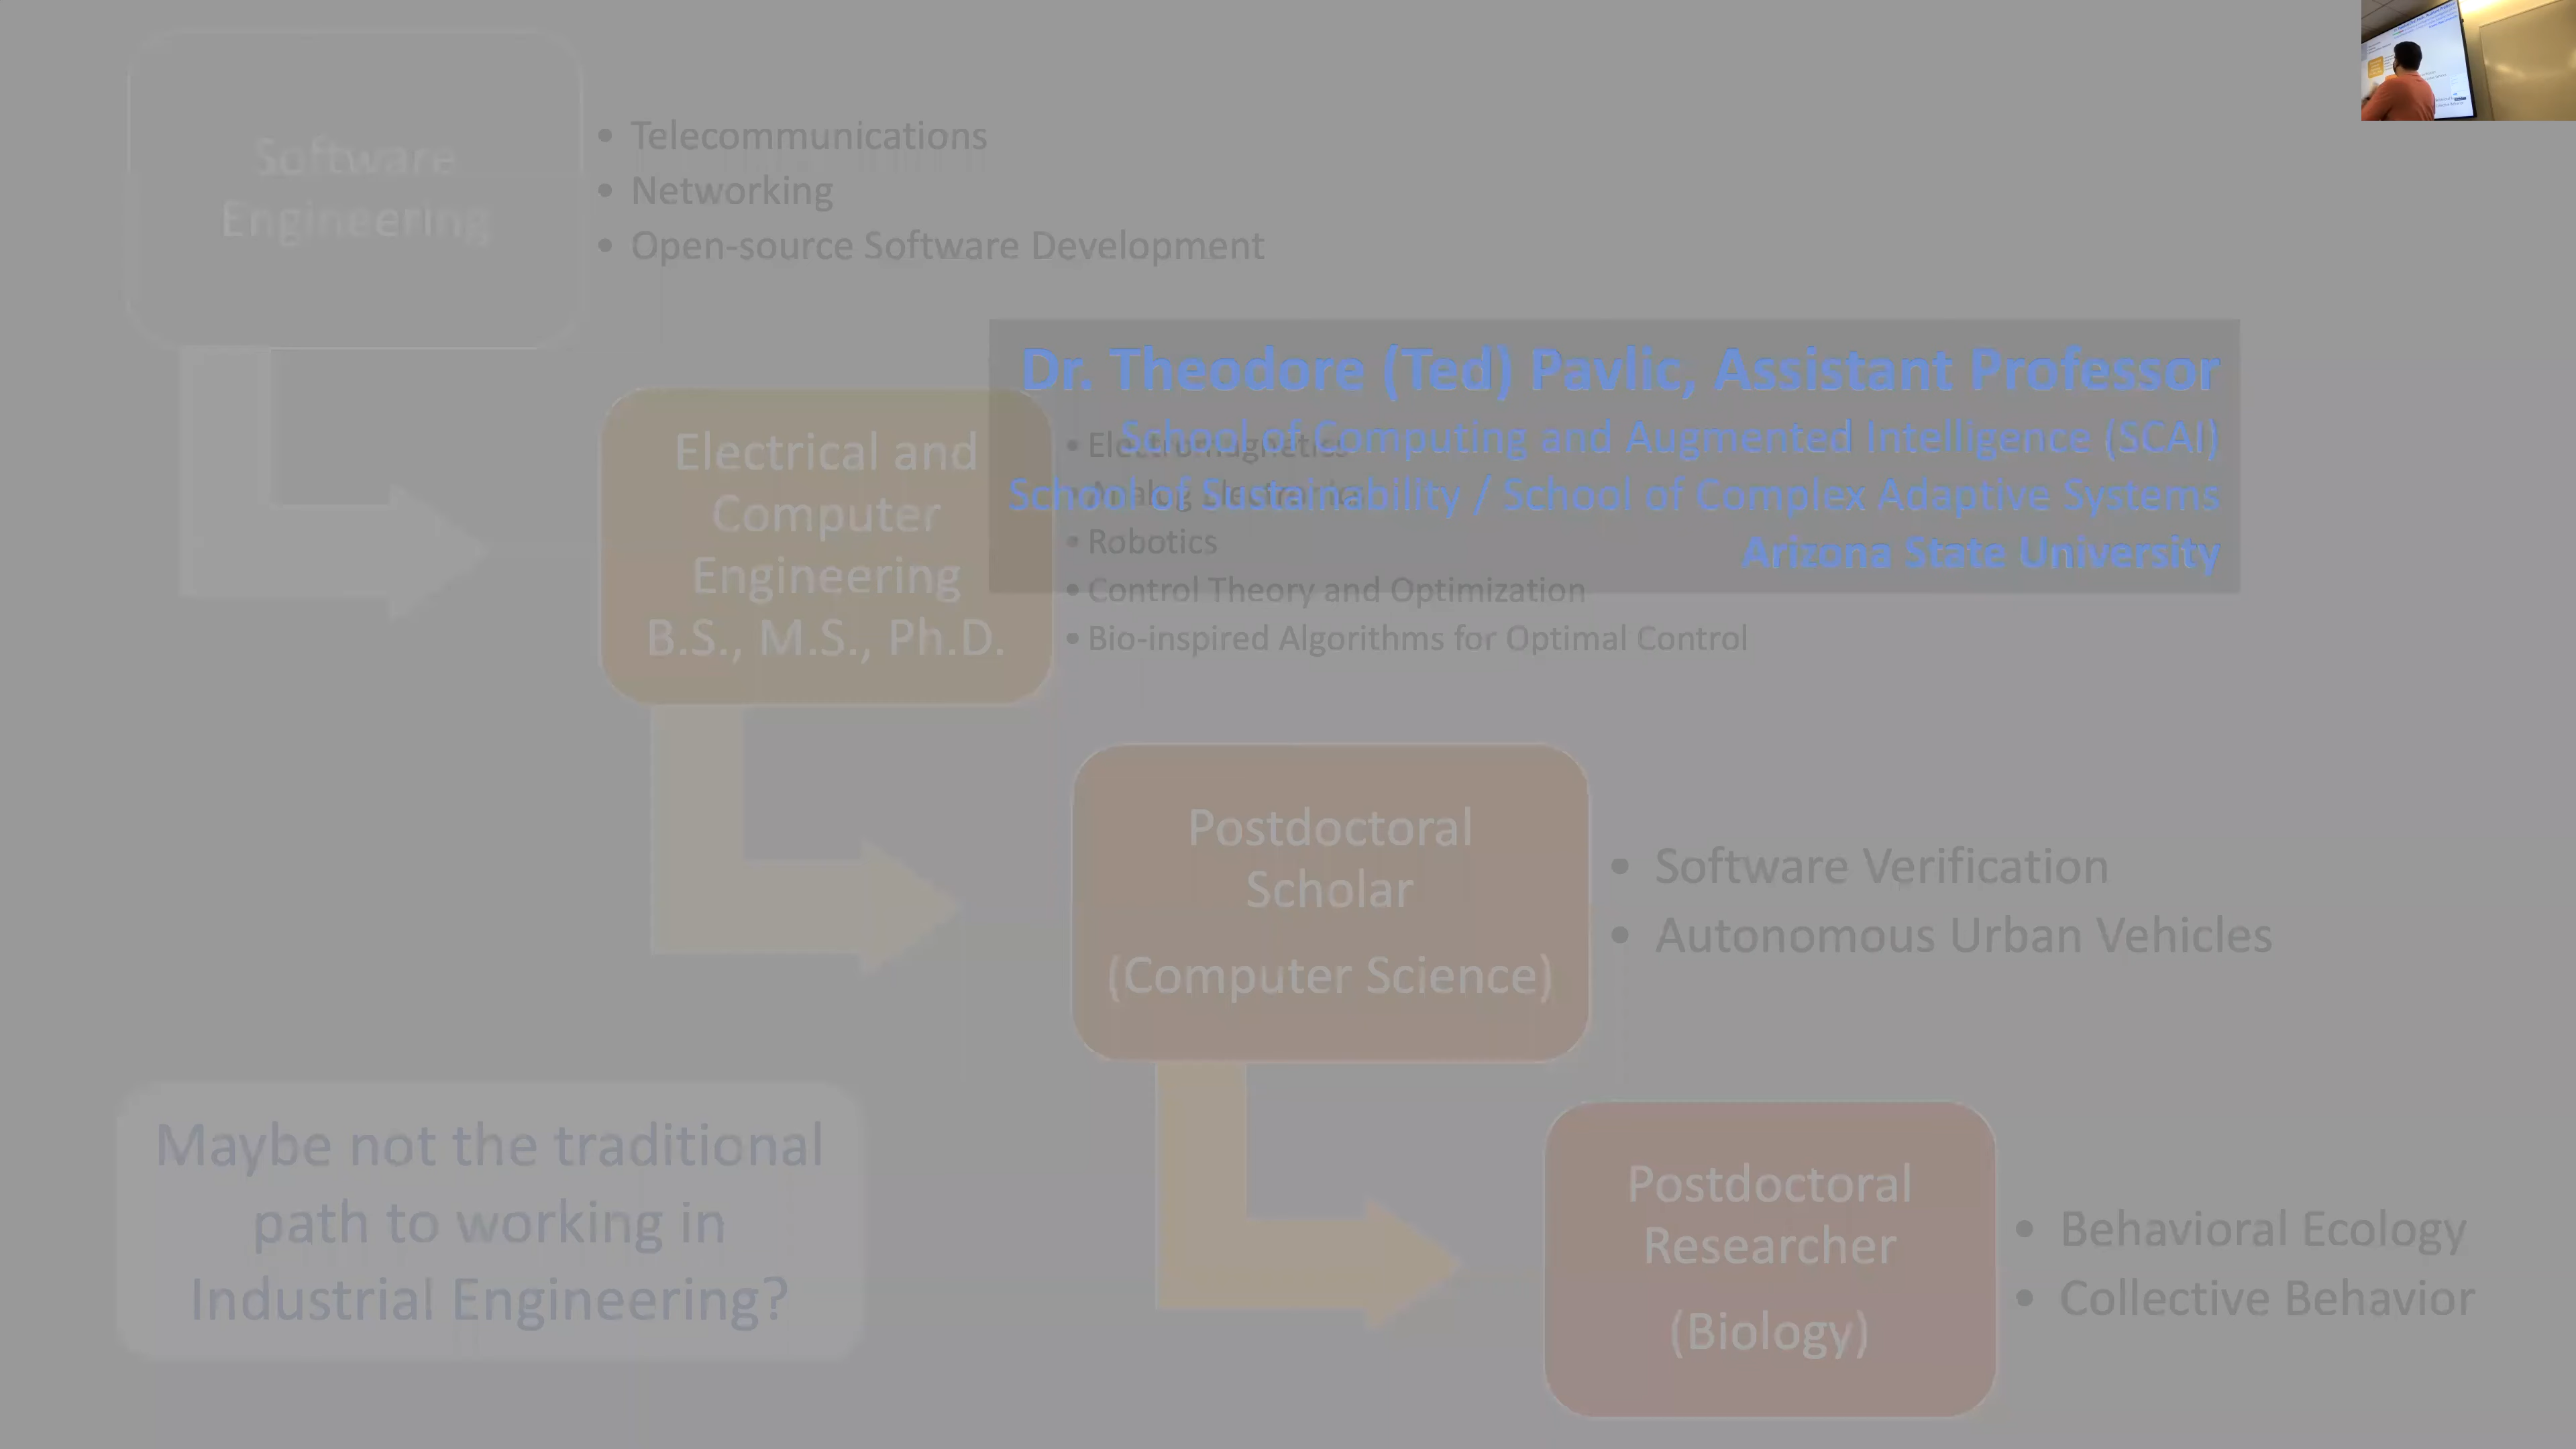 Software
Engineering
• Telecommunications
• Networking
• Open-source Software Development
Dr. Theodore (Ted) Pavlic, Assistant Professor
School of Computing and Augmented Intelligence (SCAI)
School of Sustainability / School of Complex Adaptive Systems
Arizona State University
Electrical and
Computer
Engineering
B.S., M.S., Ph.D.
• Electromagnetics
• Analog Electronics
• Robotics
• Control Theory and Optimization
• Bio-inspired Algorithms for Optimal Control
Postdoctoral
Scholar
(Computer Science)
• Software Verification
• Autonomous Urban Vehicles
Maybe not the traditional
path to working in
Industrial Engineering?
Postdoctoral
Researcher
(Biology)
• Behavioral Ecology
• Collective Behavior